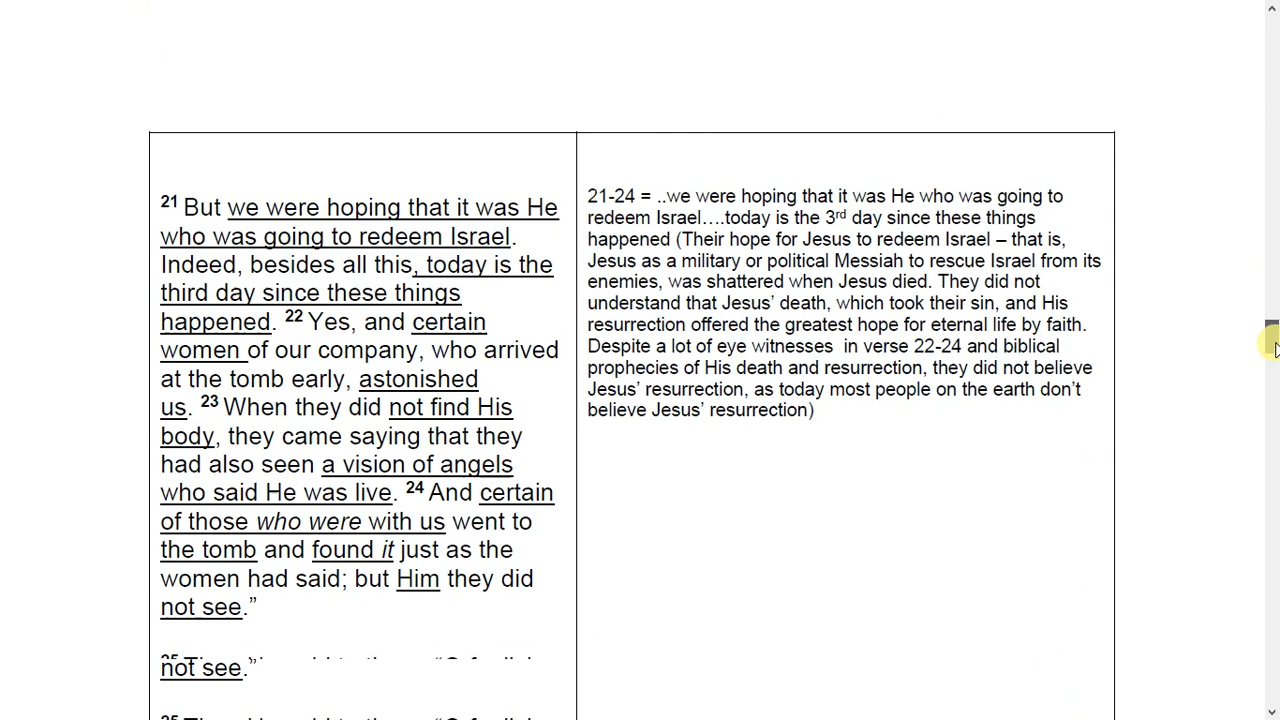 21 But we were hoping that it was He
who was going to redeem Israel.
Indeed, besides all this, today is the
third day since these things
happened. 22 Yes, and certain
women of our company, who arrived
at the tomb early, astonished
us. 23 When they did not find His
body, they came saying that they
had also seen a vision of angels
who said He was live. 24 And certain
of those who were with us went to
the tomb and found it just as the
women had said; but Him they did
not see.”
not see.”
21-24 = ..we were hoping that it was He who was going to
redeem Israel….today is the 3rd day since these things
happened (Their hope for Jesus to redeem Israel – that is,
Jesus as a military or political Messiah to rescue Israel from its
enemies, was shattered when Jesus died. They did not
understand that Jesus’ death, which took their sin, and His
resurrection offered the greatest hope for eternal life by faith.
Despite a lot of eye witnesses in verse 22-24 and biblical
prophecies of His death and resurrection, they did not believe
Jesus’ resurrection, as today most people on the earth don’t
believe Jesus’ resurrection)